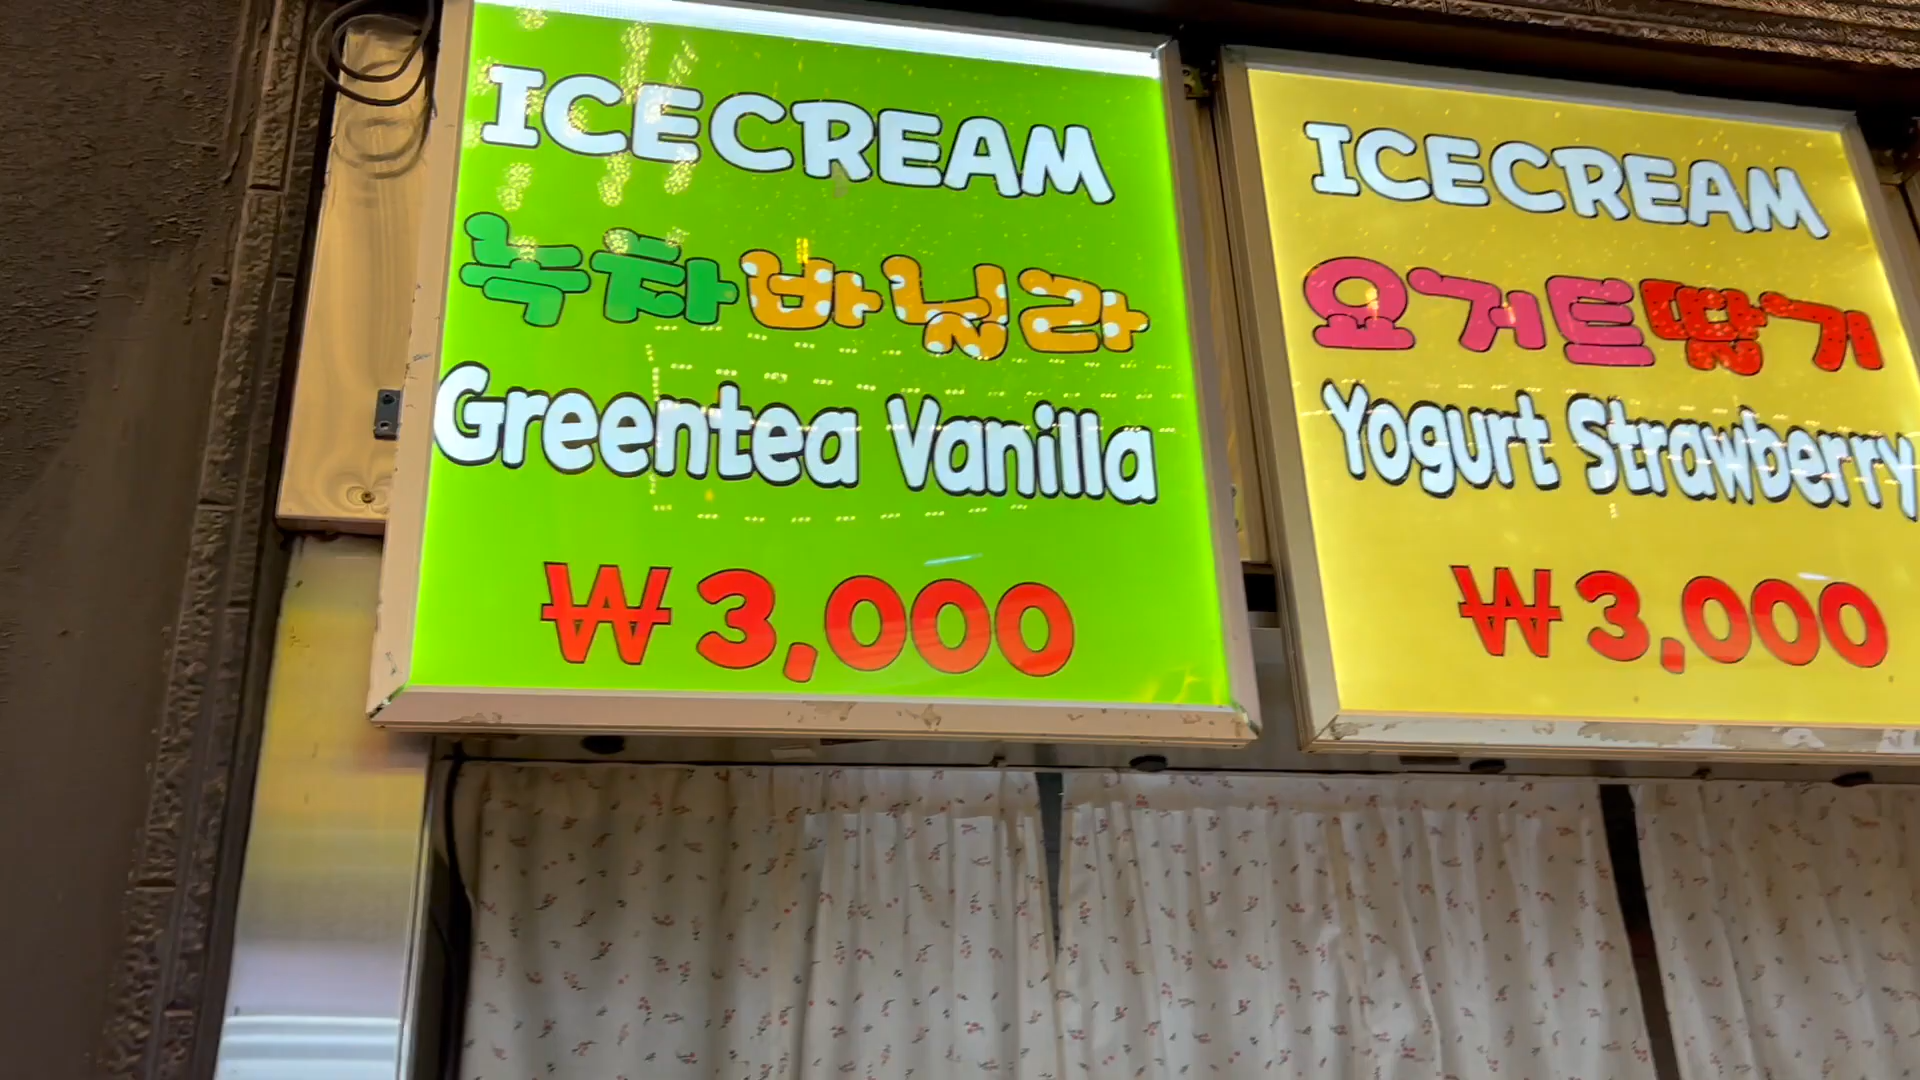 ICECREAM
녹차바닐라
Greentea Vanilla
₩3,000
ICECREAM
요거트딸기
Yogurt Strawberry
₩3,000